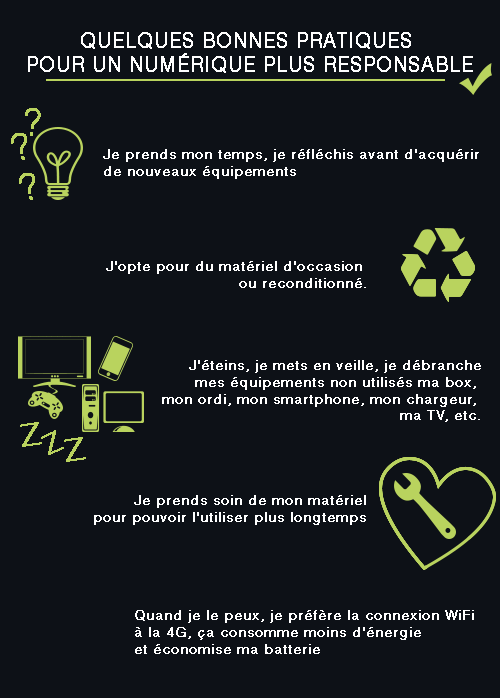 QUELQUES BONNES PRATIQUES
POUR UN NUMÉRIQUE PLUS RESPONSABLE
? ? ?
Je prends mon temps, je réfléchis avant d'acquérir
de nouveaux équipements
J'opte pour du matériel d'occasion
ou reconditionné.
J'éteins, je mets en veille, je débranche
mes équipements non utilisés ma box,
mon ordi, mon smartphone, mon chargeur,
ma TV, etc.
ZZZ
Je prends soin de mon matériel
pour pouvoir l'utiliser plus longtemps
Quand je le peux, je préfère la connexion WiFi
à la 4G, ça consomme moins d'énergie
et économise ma batterie